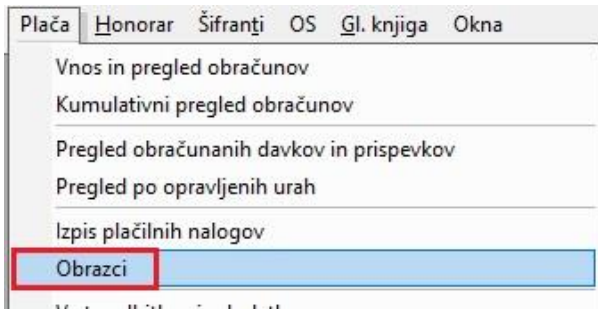 Plača Honorar Šifranti OS Gl. knjiga Okna
Vnos in pregled obračunov
Kumulativni pregled obračunov
Pregled obračunanih davkov in prispevkov
Pregled po opravljenih urah
Izpis plačilnih nalogov
Obrazci